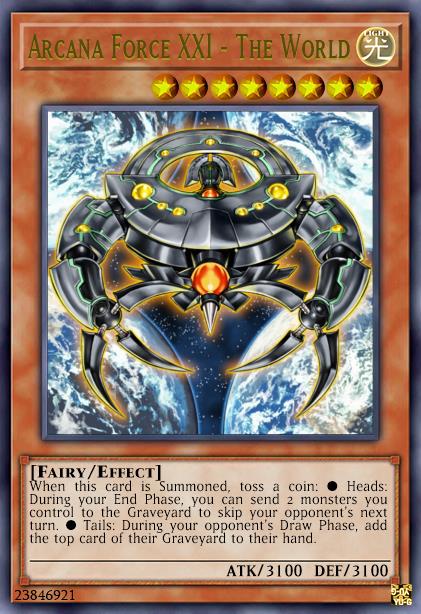 ARCANA FORCE XXI - THE WORLD
LIGHT
光
[FAIRY/EFFECT]
When this card is Summoned, toss a coin: ● Heads:
During your End Phase, you can send 2 monsters you
control to the Graveyard to skip your opponent's next
turn. ● Tails: During your opponent's Draw Phase, add
the top card of their Graveyard to their hand.
ATK/3100 DEF/3100
23846921